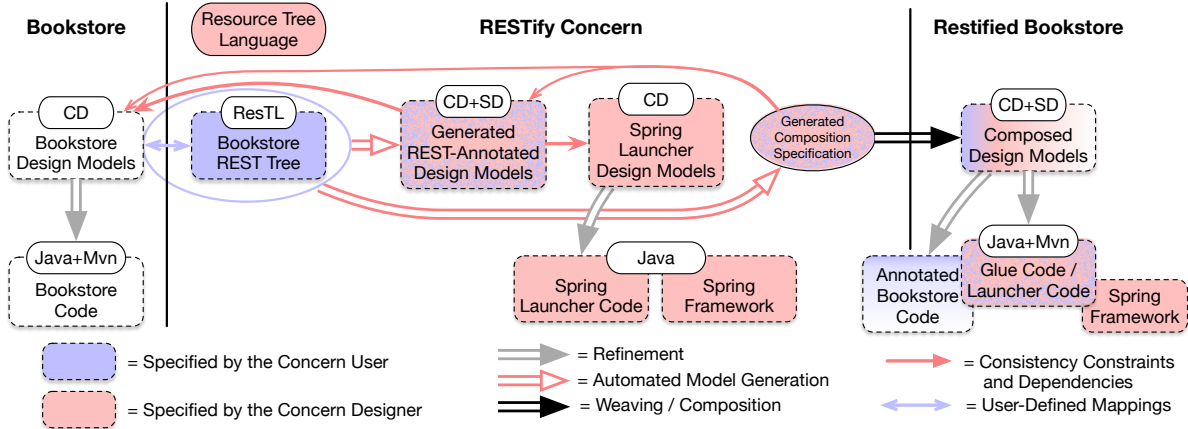 Bookstore
Resource Tree
Language
RESTify Concern
Restified Bookstore
CD
Bookstore
Design Models
ResTL
Bookstore
REST Tree
CD+SD
Generated
REST-Annotated
Design Models
CD
Spring
Launcher
Design Models
Generated
Composition
Specification
CD+SD
Composed
Design Models
Java+Mvn
Bookstore
Code
Java
Spring
Launcher Code
Spring
Framework
Annotated
Bookstore
Code
Java+Mvn
Glue Code /
Launcher Code
Spring
Framework
= Specified by the Concern User
= Specified by the Concern Designer
= Refinement
= Automated Model Generation
= Weaving / Composition
= Consistency Constraints
and Dependencies
= User-Defined Mappings